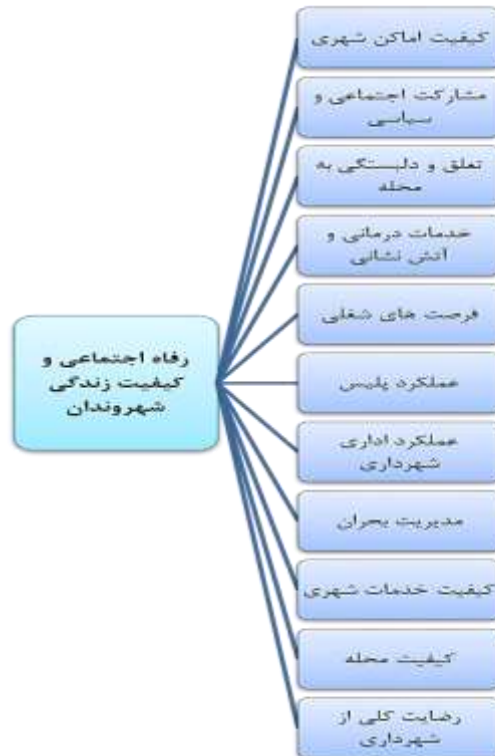 کیفیت اماکن شهری
مشارکت اجتماعی و
سیاسی
تعلق و دلبستگی به
محله
خدمات درمانی و
آتش نشانی
فرصت های شغلی
رفاه اجتماعی و
کیفیت زندگی
شهروندان
عملکرد پلیس
عملکرد اداری
شهرداری
مدیریت بحران
کیفیت خدمات شهری
کیفیت محله
رضایت کلی از
شهرداری